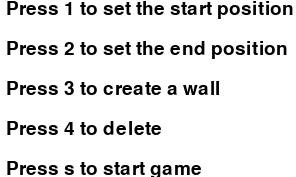 Press 1 to set the start position
Press 2 to set the end position
Press 3 to create a wall
Press 4 to delete
Press s to start game